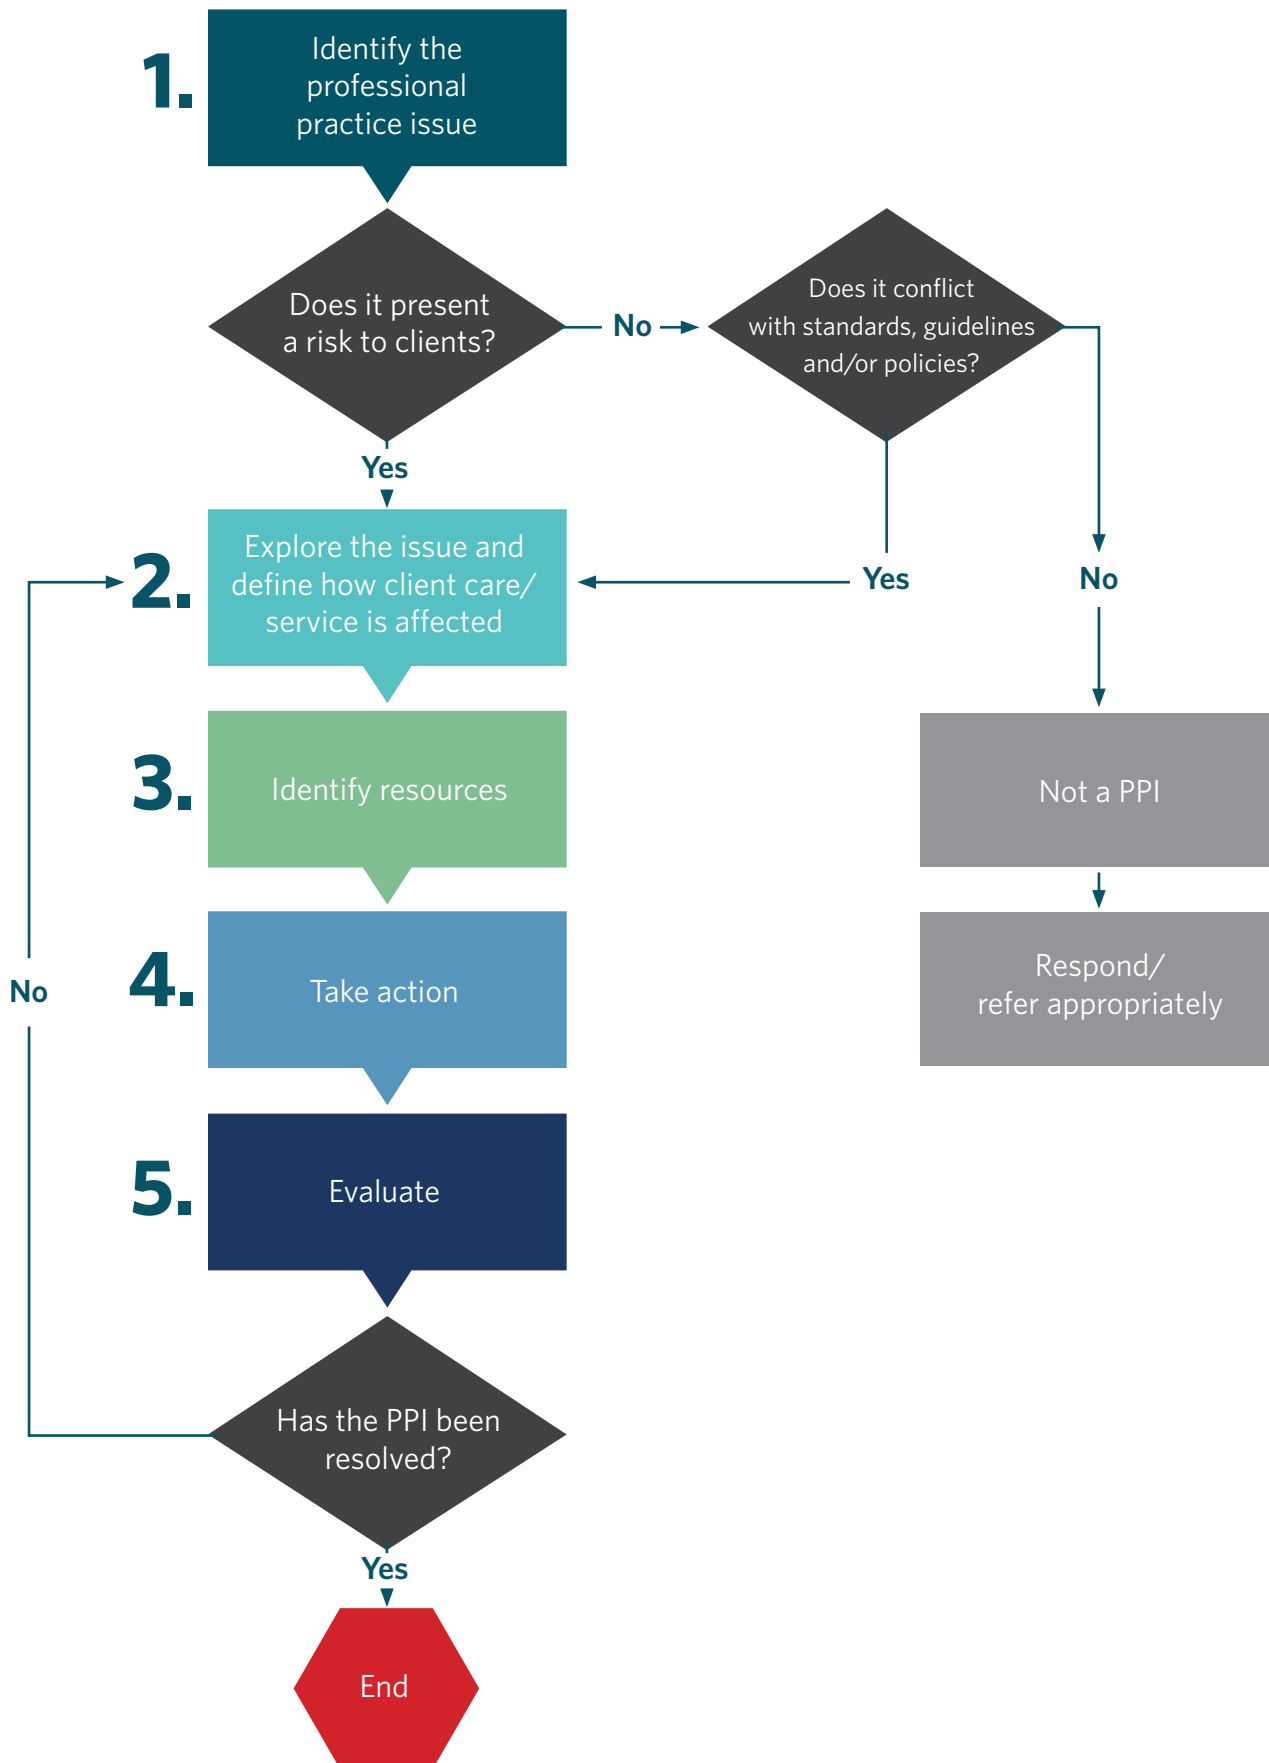 1.
Identify the
professional
practice issue
Does it present
a risk to clients?
No
Does it conflict
with standards, guidelines
and/or policies?
Yes
2.
Explore the issue and
define how client care/
service is affected
Yes
No
3.
Identify resources
Not a PPI
4.
Take action
Respond/
refer appropriately
No
5.
Evaluate
Has the PPI been
resolved?
Yes
End